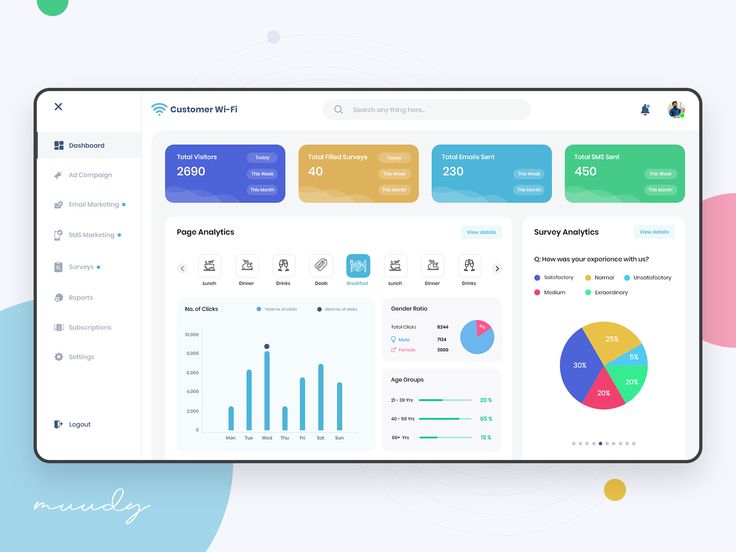 Customer Wi-Fi
Search any thing here..
Dashboard
Ad Campaign
Email Marketing
SMS Marketing
Surveys
Reports
Subscriptions
Settings
Logout
Total Visitors
2690
Today
This Week
This Month
Total Filled Surveys
40
Today
This Week
This Month
Total Emails Sent
230
This Week
This Month
Total SMS Sent
450
This Week
This Month
Page Analytics
View details
Lunch
Dinner
Drinks
Deals
Breakfast
Lunch
Dinner
Drinks
No. of Clicks
Total no. of clicks
Most no. of clicks
10,000
8,000
6,000
4,000
2,000
0
Mon Tue Wed Thu Fri Sat Sun
Gender Ratio
Total Clicks 8244
Male 7124
Female 3000
Age Groups
21 - 39 Yrs 20 %
40 - 59 Yrs 65 %
60+ Yrs 15 %
Survey Analytics
View details
Q: How was your experience with us?
Satisfactory Normal Unsatisfactory
Medium Exraordinary
25%
5%
30%
20%
20%
muudy